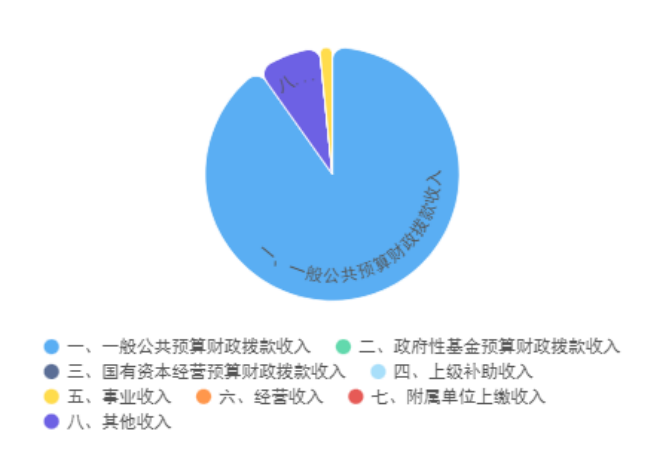 八...
一、一般公共预算财政拨款收入
一、一般公共预算财政拨款收入 二、政府性基金预算财政拨款收入
三、国有资本经营预算财政拨款收入 四、上级补助收入
五、事业收入 六、经营收入 七、附属单位上缴收入
八、其他收入